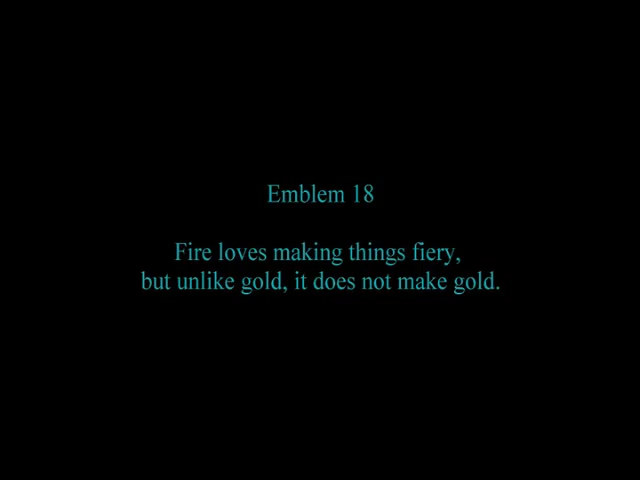 Emblem 18
Fire loves making things fiery,
but unlike gold, it does not make gold.